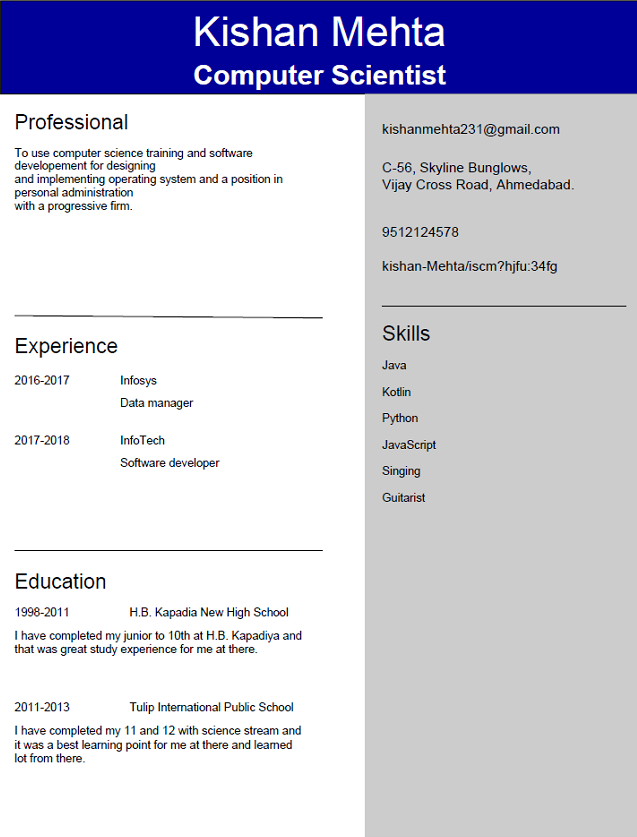 Kishan Mehta
Computer Scientist
Professional
To use computer science training and software
developement for designing
and implementing operating system and a position in
personal administration
with a progressive firm.
Experience
2016-2017 Infosys
Data manager
2017-2018 InfoTech
Software developer
Education
1998-2011 H.B. Kapadia New High School
I have completed my junior to 10th at H.B. Kapadiya and
that was great study experience for me at there.
2011-2013 Tulip International Public School
I have completed my 11 and 12 with science stream and
it was a best learning point for me at there and learned
lot from there.
kishanmehta231@gmail.com
C-56, Skyline Bunglows,
Vijay Cross Road, Ahmedabad.
9512124578
kishan-Mehta/iscm?hjfu:34fg
Skills
Java
Kotlin
Python
JavaScript
Singing
Guitarist